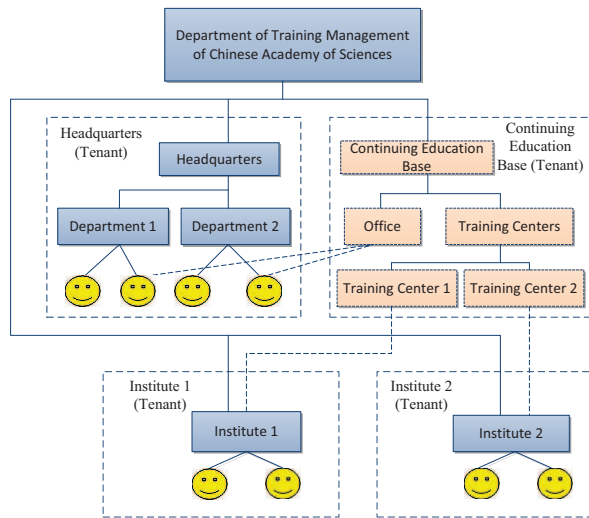 Department of Training Management
of Chinese Academy of Sciences
Headquarters
(Tenant)
Headquarters
Department 1
Department 2
Continuing
Education
Base (Tenant)
Continuing Education
Base
Office
Training Centers
Training Center 1
Training Center 2
Institute 1
(Tenant)
Institute 1
Institute 2
(Tenant)
Institute 2